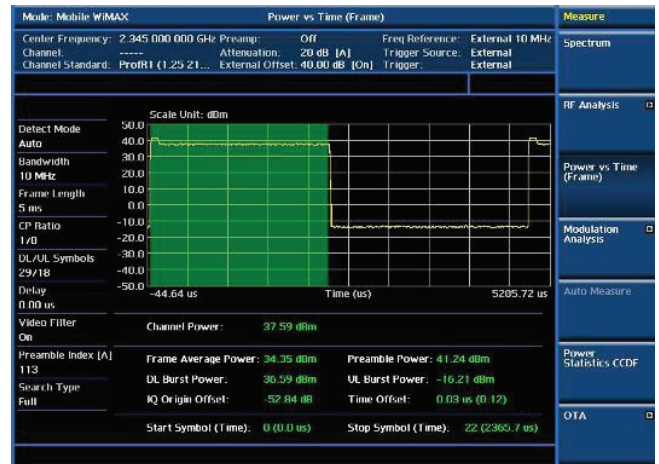 Mode: Mobile WiMAX Power vs Time (Frame) Measure
Center Frequency: 2.345 000 000 GHz Preamp: Off Freq Reference: External 10 MHz
Channel: ----- Attenuation: 20 dB [A] Trigger Source: External
Channel Standard: ProfR1 (1.25 21... External Offset: 40.00 dB [On] Trigger: External
Spectrum
RF Analysis
Power vs Time
(Frame)
Modulation
Analysis
Auto Measure
Power
Statistics CCDF
OTA
Detect Mode
Auto
Bandwidth
10 MHz
Frame Length
5 ms
CP Ratio
1/8
DL/UL Symbols
29/18
Delay
0.00 us
Video Filter
On
Preamble Index [A]
113
Search Type
Full
Scale Unit: dBm
50.0
40.0
30.0
20.0
10.0
0.0
-10.0
-20.0
-30.0
-40.0
-50.0
-44.64 us Time (us) 5205.72 us
Channel Power: 37.59 dBm
Frame Average Power: 34.35 dBm Preamble Power: 41.24 dBm
DL Burst Power: 36.59 dBm UL Burst Power: -16.21 dBm
IQ Origin Offset: -52.84 dB Time Offset: 0.03 us (0.12)
Start Symbol (Time): 0 (0.0 us) Stop Symbol (Time): 22 (2365.7 us)